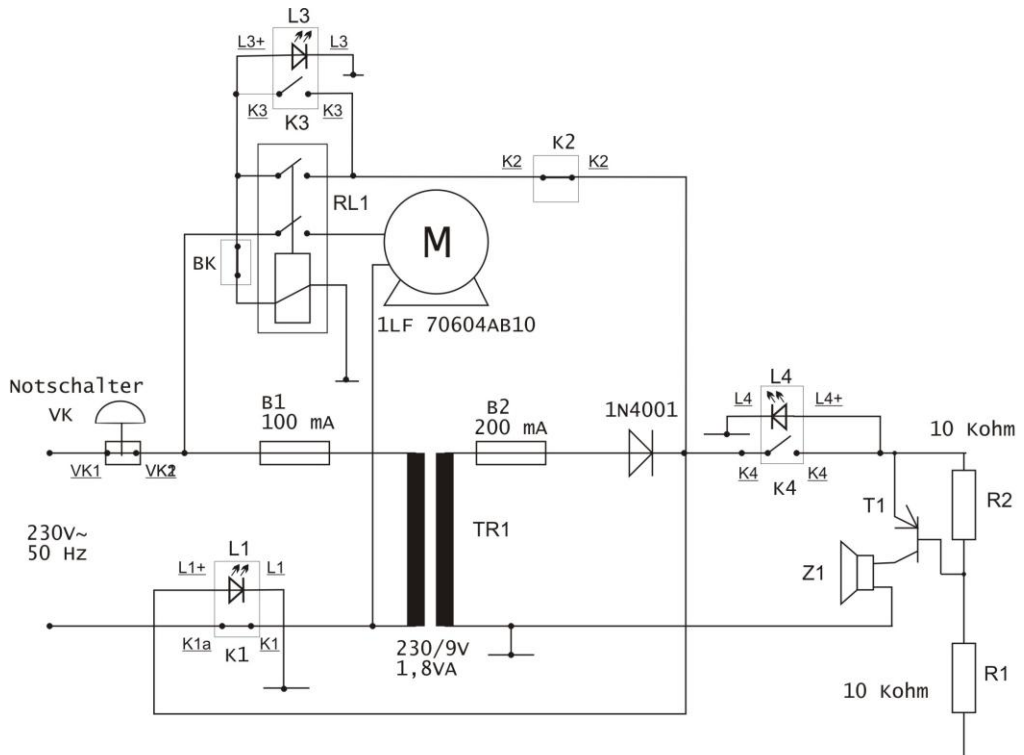 L3
L3+
L3
K3
K3
K3
K2
K2
K2
RL1
BK
M
1LF 70604AB10
Notschalter
VK
VK1
B1
100 mA
B2
200 mA
1N4001
L4
L4
L4+
10 Kohm
K4
K4
K4
T1
R2
230V~
50 Hz
TR1
Z1
L1
L1+
L1
K1a
K1
K1
230/9V
1,8VA
10 Kohm
R1